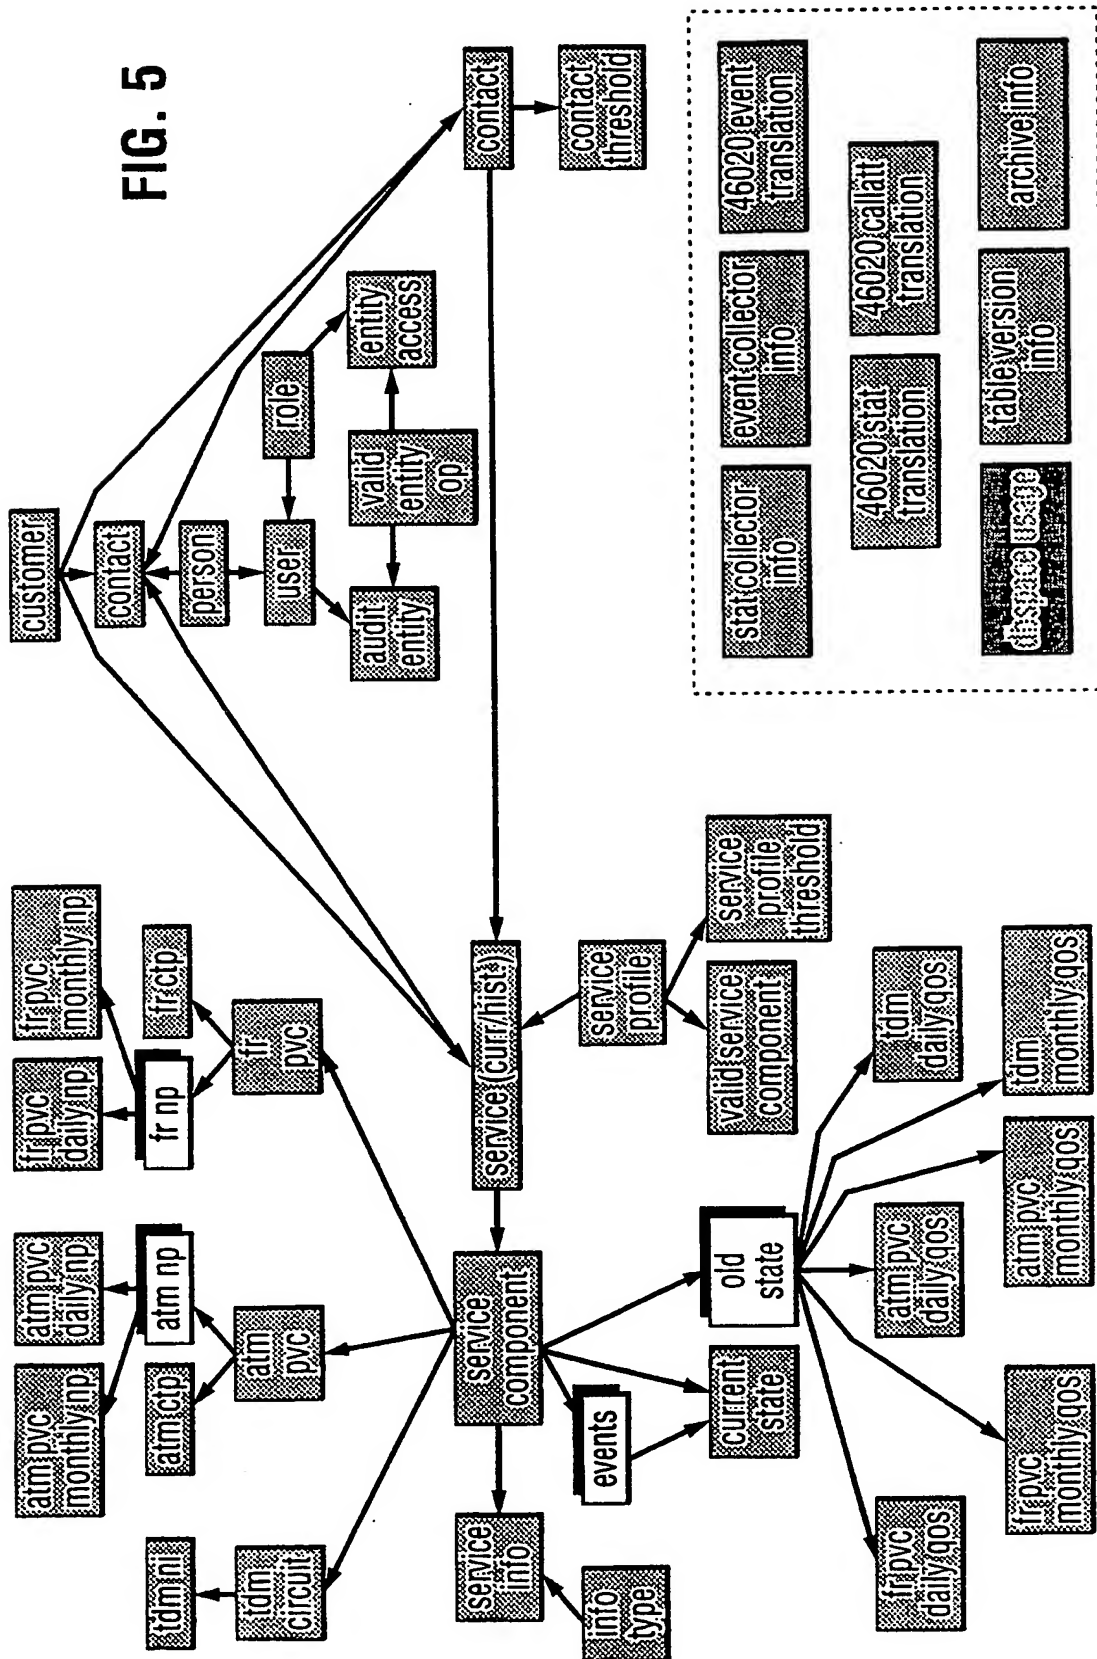 FIG. 5
customer
contact
person
user
role
audit
entity
valid
entity
op
entity
access
contact
contact
threshold
fr pvc
monthly np
fr pvc
daily np
fr ctp
fr np
fr
pvc
atm pvc
daily np
atm pvc
monthly np
atm np
atm ctp
atm
pvc
tdm ni
tdm
circuit
service (curr/hists)
service
component
service
info
info
type
events
current
state
old
state
service
profile
valid service
component
service
profile
threshold
tdm
daily qos
tdm
monthly qos
atm pvc
daily qos
atm pvc
monthly qos
fr pvc
daily qos
fr pvc
monthly qos
stat collector
info
event collector
info
46020 event
translation
46020 stat
translation
46020 callatt
translation
dbspace usage
table version
info
archive info